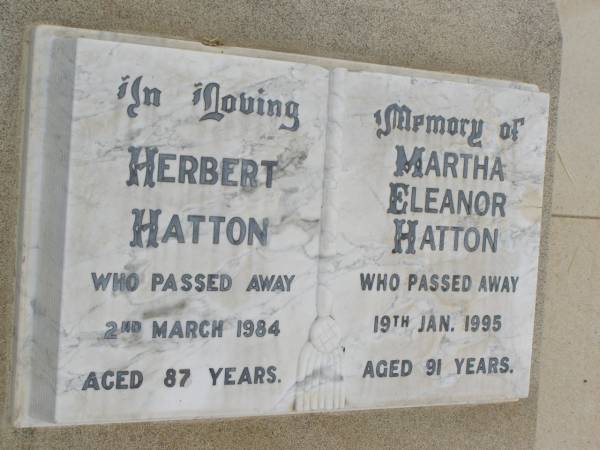 In Loving
HERBERT
HATTON
WHO PASSED AWAY
2ND MARCH 1984
AGED 87 YEARS.
Memory of
MARTHA
ELEANOR
HATTON
WHO PASSED AWAY
19TH JAN. 1995
AGED 91 YEARS.